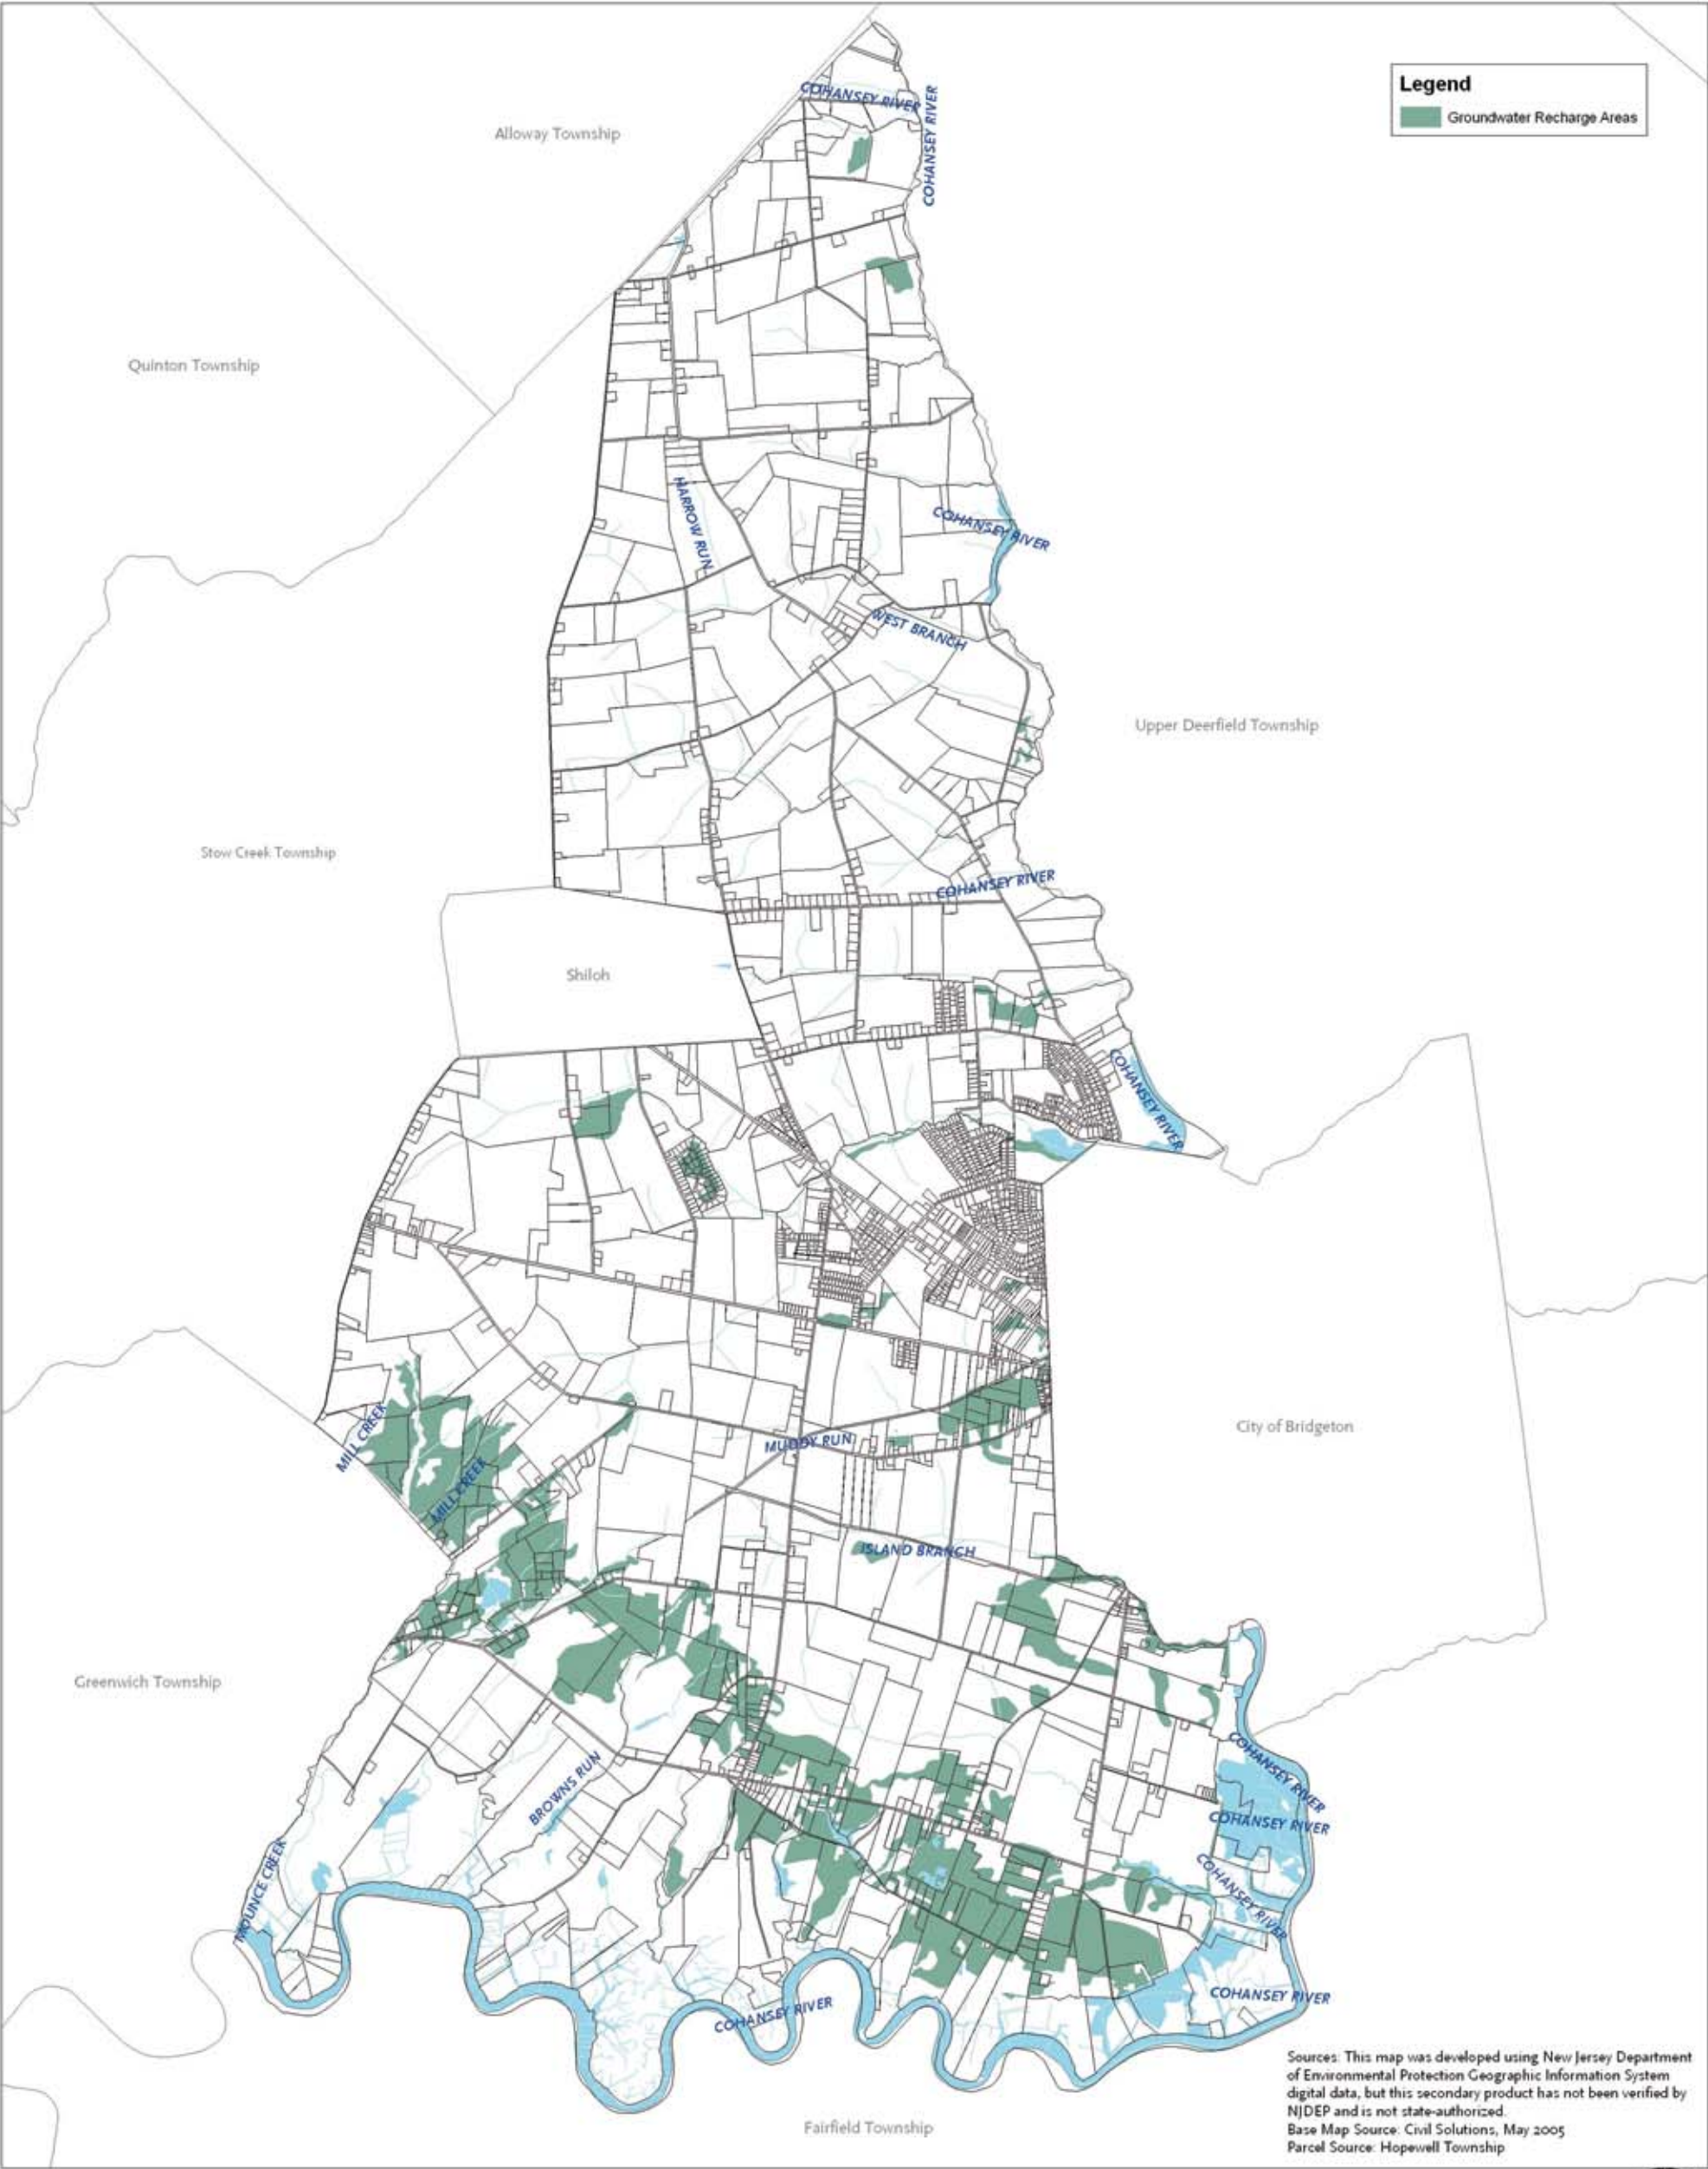 Legend
Groundwater Recharge Areas
COHANSEY RIVER
COHANSEY RIVER
Alloway Township
Quinton Township
HARROW RUN
COHANSEY RIVER
WEST BRANCH
Upper Deerfield Township
Stow Creek Township
COHANSEY RIVER
Shiloh
COHANSEY RIVER
MILL CREEK
MUDDY RUN
City of Bridgeton
MILL CREEK
ISLAND BRANCH
Greenwich Township
BROWNS RUN
COHANSEY RIVER
COHANSEY RIVER
COHANSEY RIVER
MOUNCE CREEK
COHANSEY RIVER
COHANSEY RIVER
Fairfield Township
Sources: This map was developed using New Jersey Department
of Environmental Protection Geographic Information System
digital data, but this secondary product has not been verified by
NJDEP and is not state-authorized.
Base Map Source: Civil Solutions, May 2005
Parcel Source: Hopewell Township